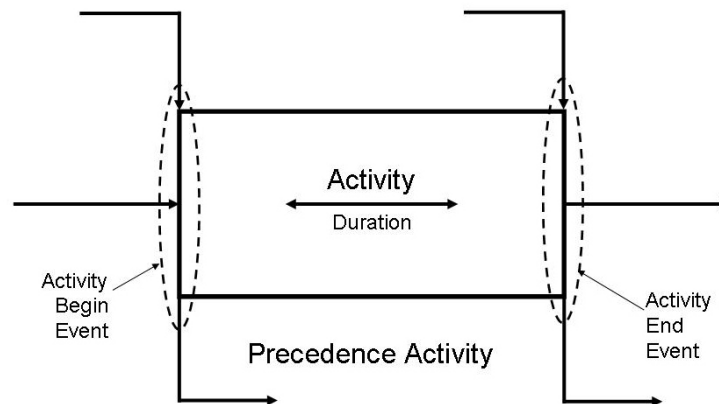 Activity
Duration
Activity
Begin
Event
Activity
End
Event
Precedence Activity